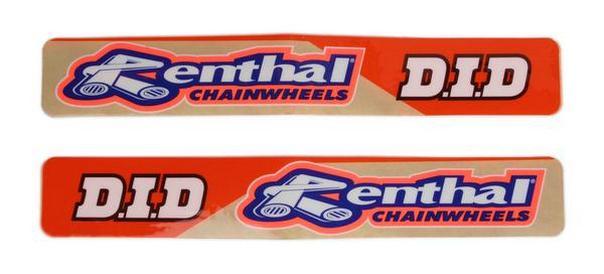 Renthal D.I.D
CHAINWHEELS
D.I.D Renthal
CHAINWHEELS